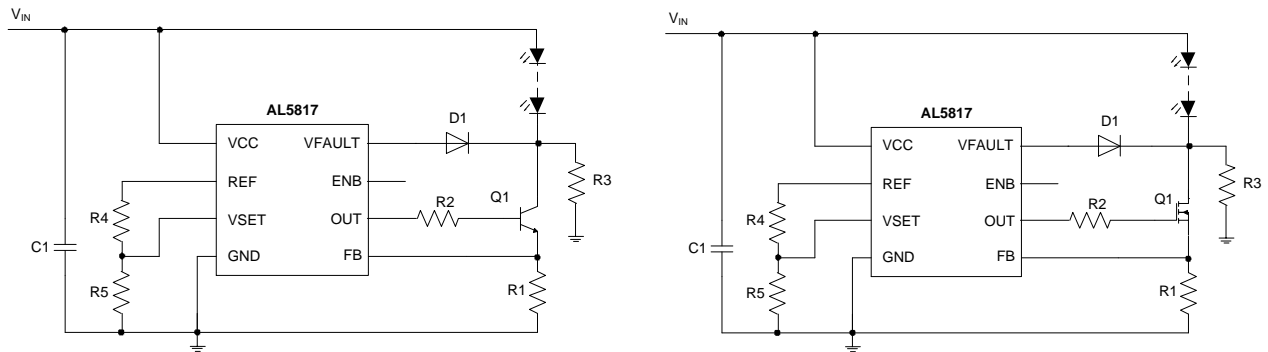 VIN
AL5817
D1
VCC VFAULT
REF ENB
R3
R4
R2
Q1
VSET OUT
C1
GND FB
R5
R1
VIN
AL5817
D1
VCC VFAULT
REF ENB
R3
R4
R2
Q1
VSET OUT
C1
GND FB
R5
R1